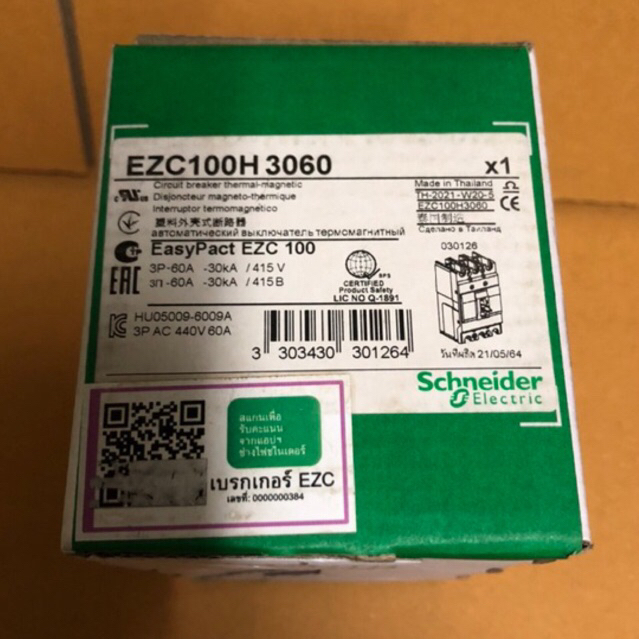 EZC100H 3060
x1
Circuit breaker thermal-magnetic
Disjoncteur magneto-thermique
Interruptor termomagnetico
塑料外壳式断路器
автоматический выключатель термомагнитный
Made in Thailand
TH-2021-W20-5
EZC100H3060
泰国制造
Сделано в Таиланд
CE
EasyPact EZC 100
3P-60A -30kA / 415 V
3П -60A -30kA / 415 B
EAC
SPS
CERTIFIED
Product Safety
LIC NO Q-1891
030126
HU05009-6009A
3P AC 440V 60A
3 303430 301264
วันที่ผลิต 21/05/64
Schneider
Electric
สแกนเพื่อ
รับคะแนน
จากแอปฯ
ช่างไฟชไนเดอร์
เบรกเกอร์ EZC
เลขที่: 0000000384